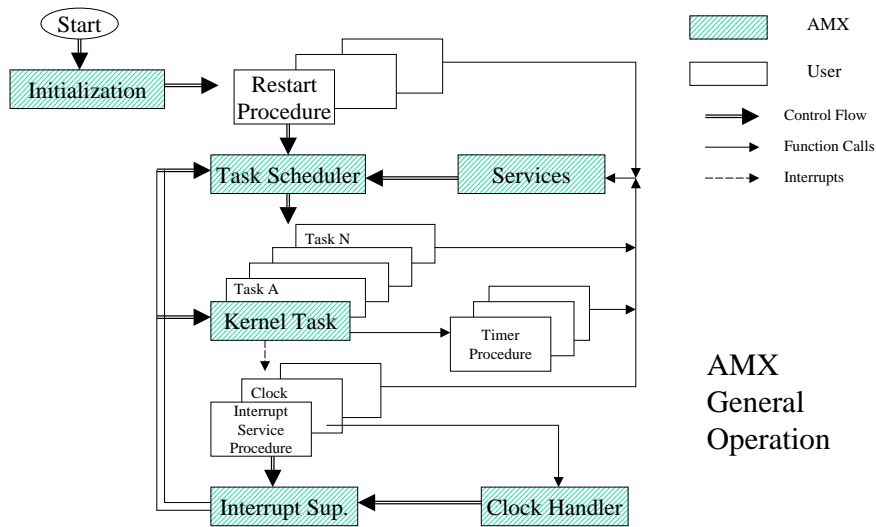 Start
AMX
Initialization
Restart
Procedure
User
Control Flow
Function Calls
Interrupts
Task Scheduler
Services
Task N
Task A
Kernel Task
Timer
Procedure
Clock
Interrupt
Service
Procedure
AMX
General
Operation
Interrupt Sup.
Clock Handler